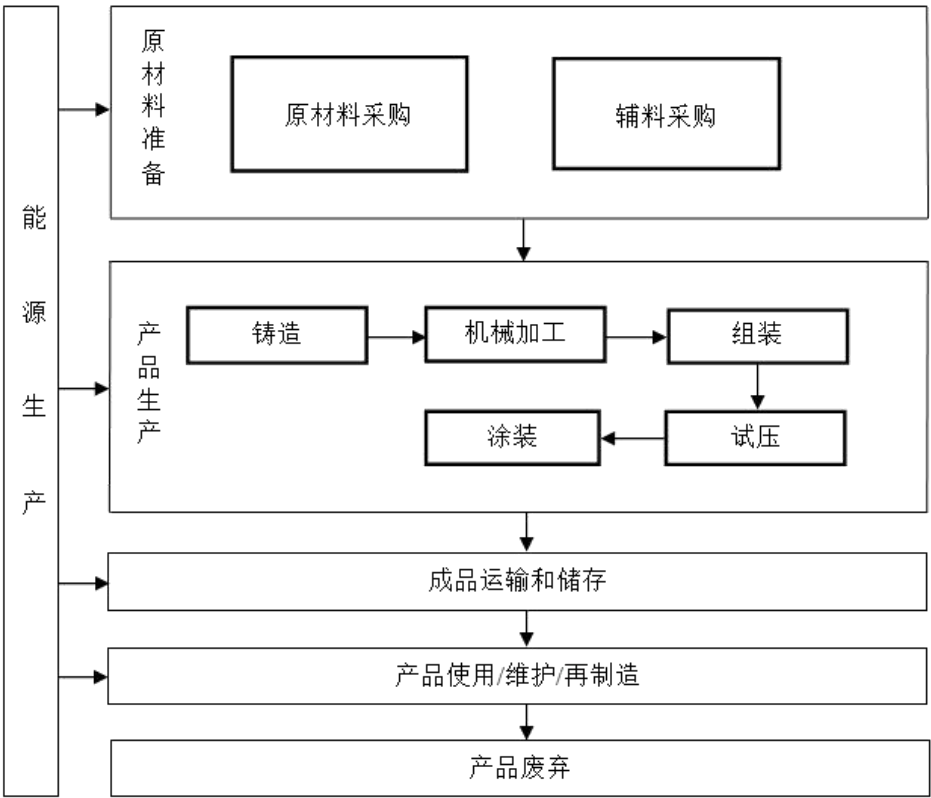 能源生产
原材料准备
原材料采购
辅料采购
产品生产
铸造
机械加工
组装
涂装
试压
成品运输和储存
产品使用/维护/再制造
产品废弃